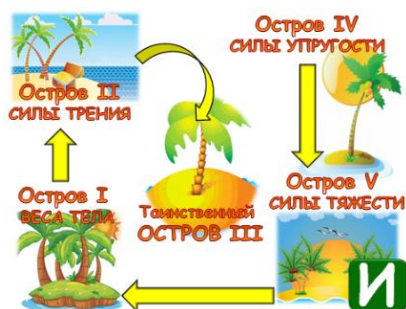 Остров IV
СИЛЫ УПРУГОСТИ
Остров II
СИЛЫ ТРЕНИЯ
Остров I
ВЕСА ТЕЛА
Таинственный
ОСТРОВ III
Остров V
СИЛЫ ТЯЖЕСТИ
И